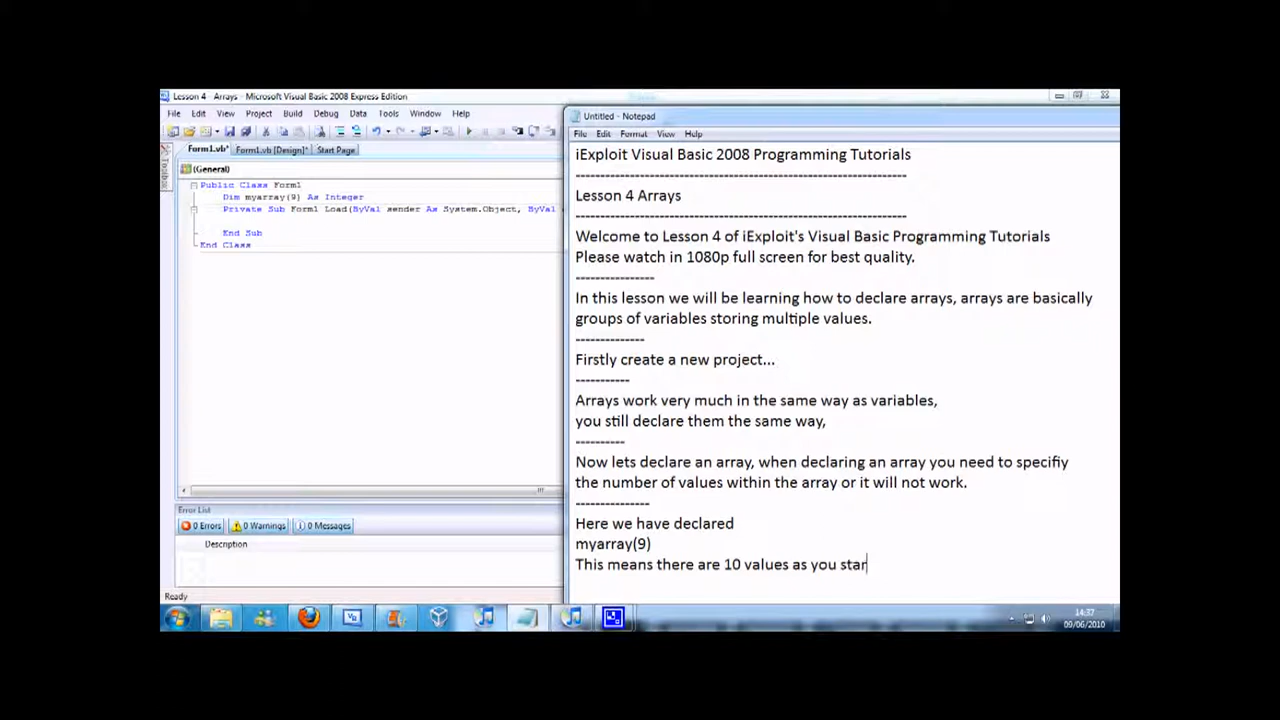 Lesson 4 Arrays - Microsoft Visual Basic 2008 Express Edition
File Edit View Project Build Debug Data Tools Window Help
Form1.vb* Form1.vb [Design]* Start Page
Toolbox
(General)
Public Class Form1
Dim myarray(9) As Integer
Private Sub Form1_Load(ByVal sender As System.Object, ByVal
End Sub
End Class
Error List
0 Errors 0 Warnings 0 Messages
Description
Ready
Untitled - Notepad
File Edit Format View Help
iExploit Visual Basic 2008 Programming Tutorials
-----------------------------------------------------------------
Lesson 4 Arrays
-----------------------------------------------------------------
Welcome to Lesson 4 of iExploit's Visual Basic Programming Tutorials
Please watch in 1080p full screen for best quality.
----------------
In this lesson we will be learning how to declare arrays, arrays are basically
groups of variables storing multiple values.
--------------
Firstly create a new project...
-----------
Arrays work very much in the same way as variables,
you still declare them the same way,
----------
Now lets declare an array, when declaring an array you need to specifiy
the number of values within the array or it will not work.
---------------
Here we have declared
myarray(9)
This means there are 10 values as you star
14:37
09/06/2010